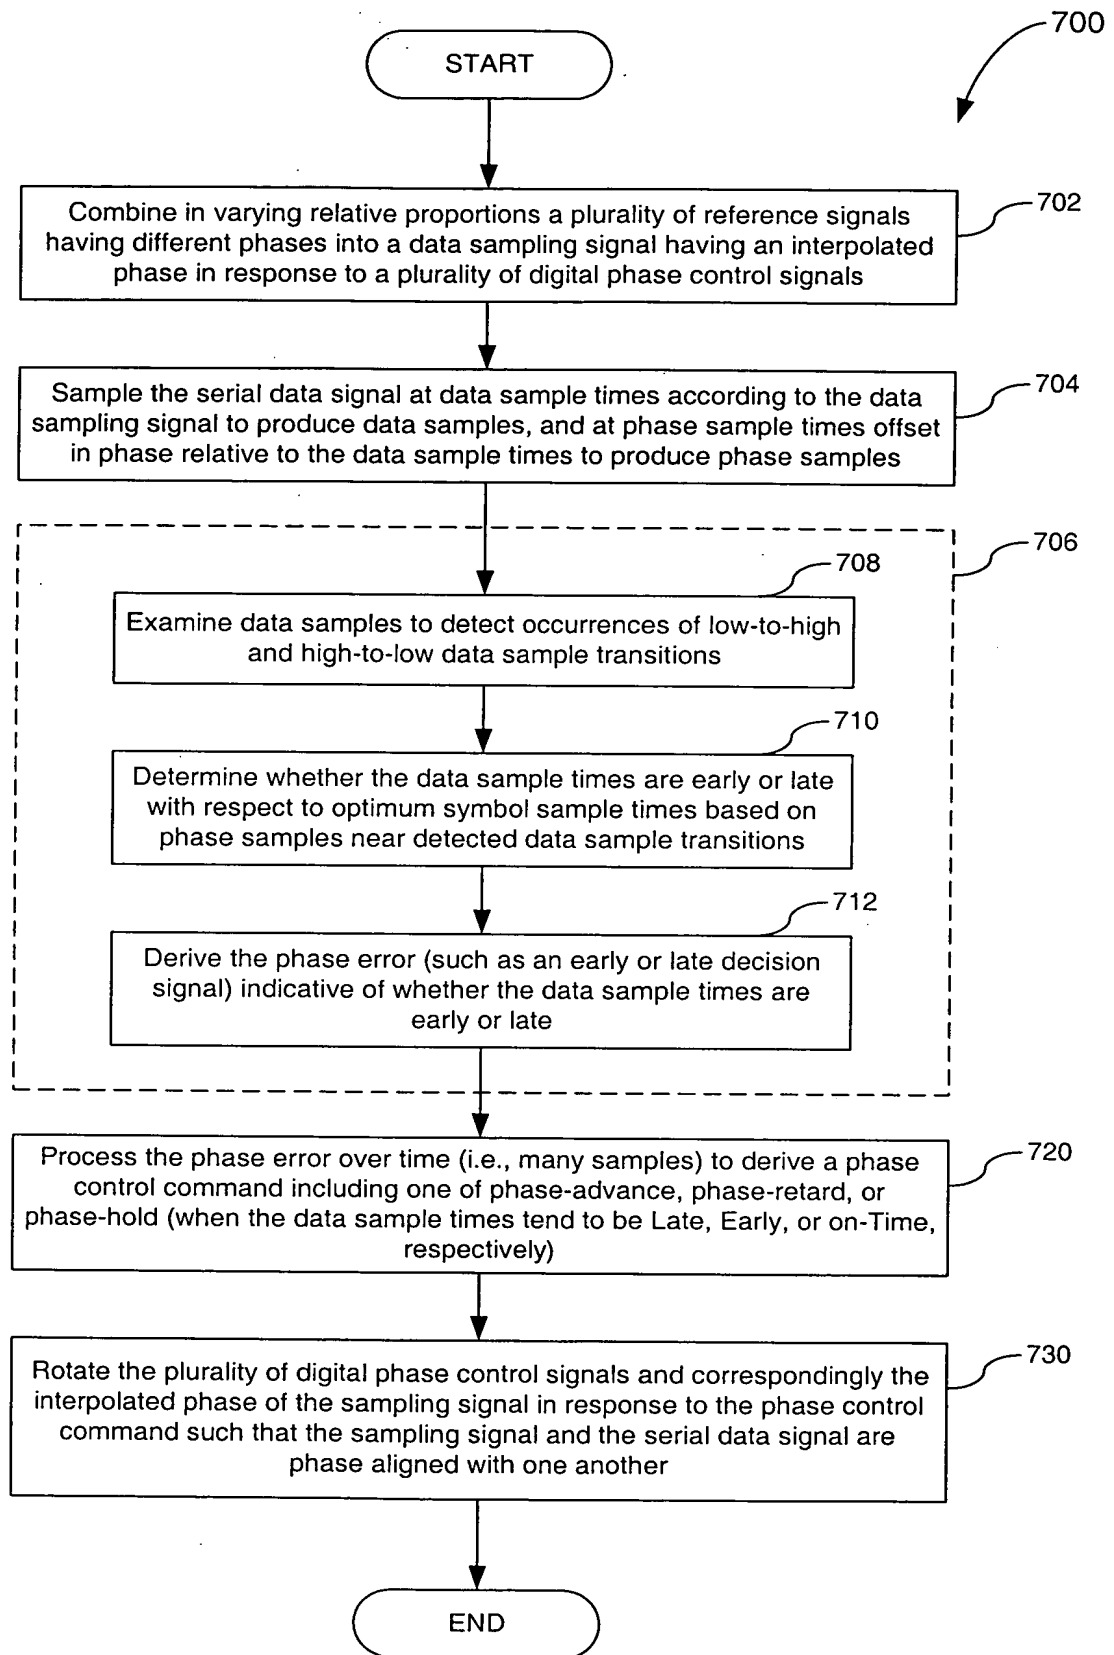 700
START
Combine in varying relative proportions a plurality of reference signals
having different phases into a data sampling signal having an interpolated
phase in response to a plurality of digital phase control signals
702
Sample the serial data signal at data sample times according to the data
sampling signal to produce data samples, and at phase sample times offset
in phase relative to the data sample times to produce phase samples
704
706
708
Examine data samples to detect occurrences of low-to-high
and high-to-low data sample transitions
710
Determine whether the data sample times are early or late
with respect to optimum symbol sample times based on
phase samples near detected data sample transitions
712
Derive the phase error (such as an early or late decision
signal) indicative of whether the data sample times are
early or late
Process the phase error over time (i.e., many samples) to derive a phase
control command including one of phase-advance, phase-retard, or
phase-hold (when the data sample times tend to be Late, Early, or on-Time,
respectively)
720
Rotate the plurality of digital phase control signals and correspondingly the
interpolated phase of the sampling signal in response to the phase control
command such that the sampling signal and the serial data signal are
phase aligned with one another
730
END